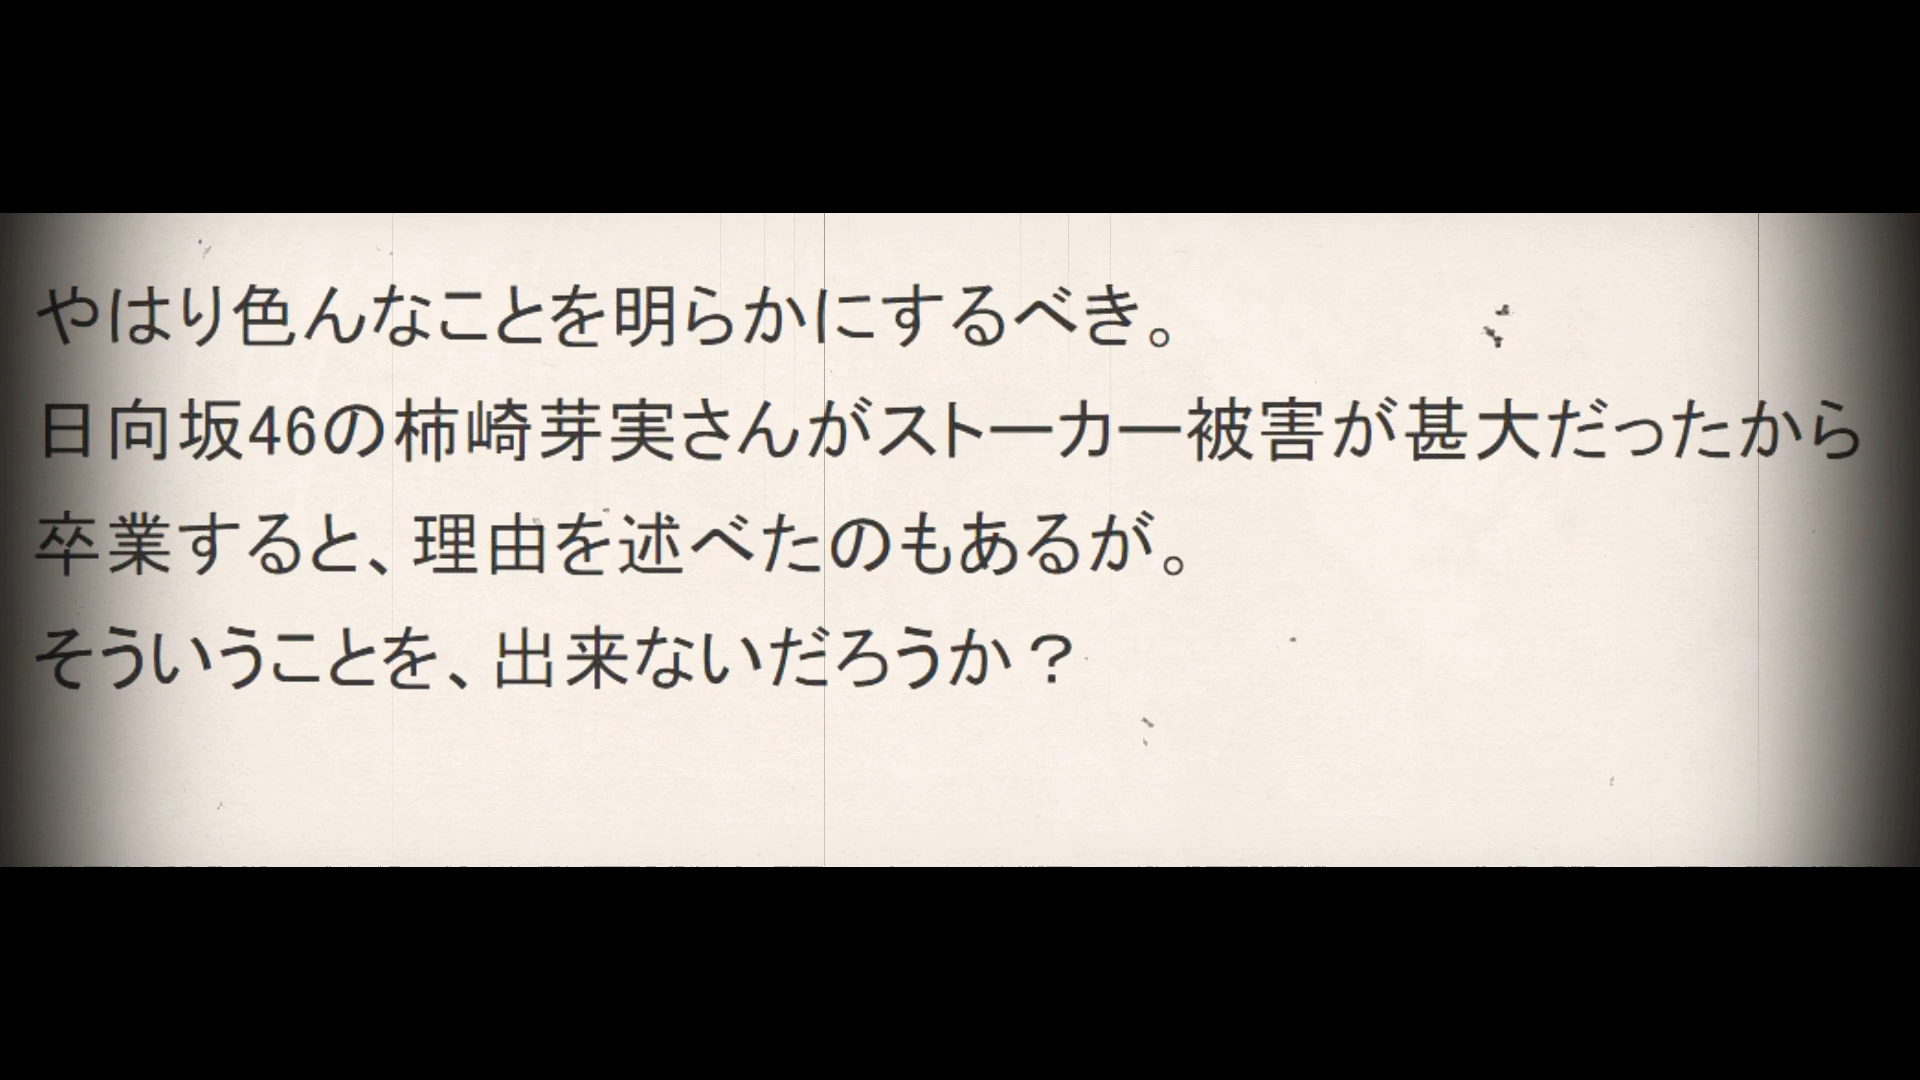 やはり色んなことを明らかにするべき。
日向坂46の柿崎芽実さんがストーカー被害が甚大だったから
卒業すると、理由を述べたのもあるが。
そういうことを、出来ないだろうか？